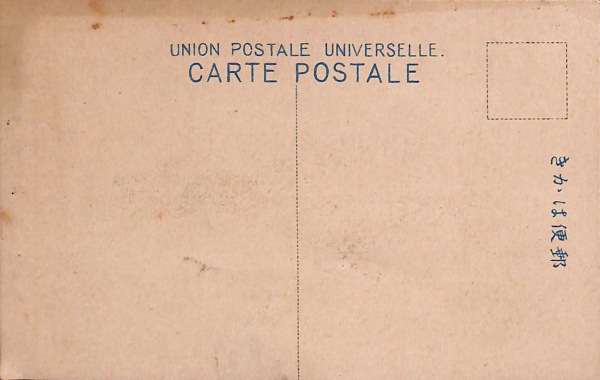 UNION POSTALE UNIVERSELLE.
CARTE POSTALE
郵便はかき